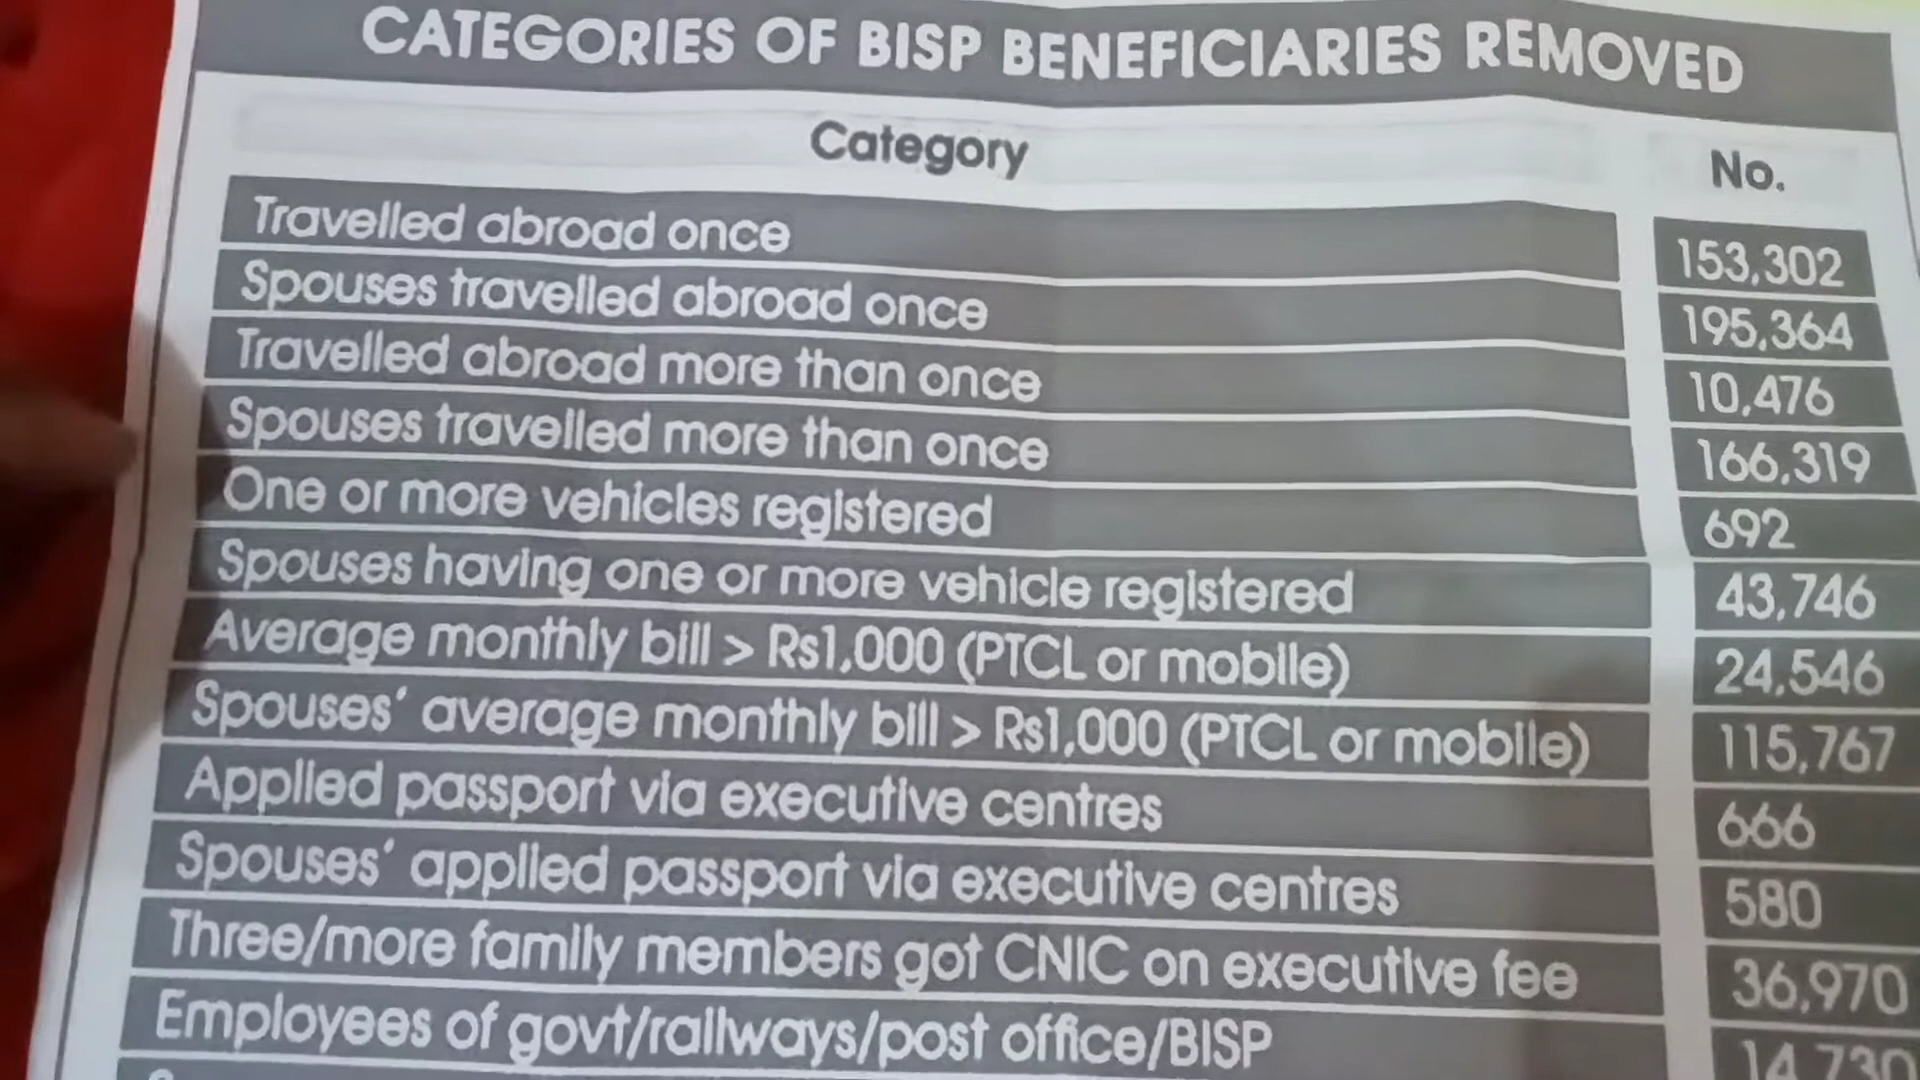 CATEGORIES OF BISP BENEFICIARIES REMOVED
Category No.
Travelled abroad once 153,302
Spouses travelled abroad once 195,364
Travelled abroad more than once 10,476
Spouses travelled more than once 166,319
One or more vehicles registered 692
Spouses having one or more vehicle registered 43,746
Average monthly bill > Rs1,000 (PTCL or mobile) 24,546
Spouses' average monthly bill > Rs1,000 (PTCL or mobile) 115,767
Applied passport via executive centres 666
Spouses' applied passport via executive centres 580
Three/more family members got CNIC on executive fee 36,970
Employees of govt/railways/post office/BISP 14,730